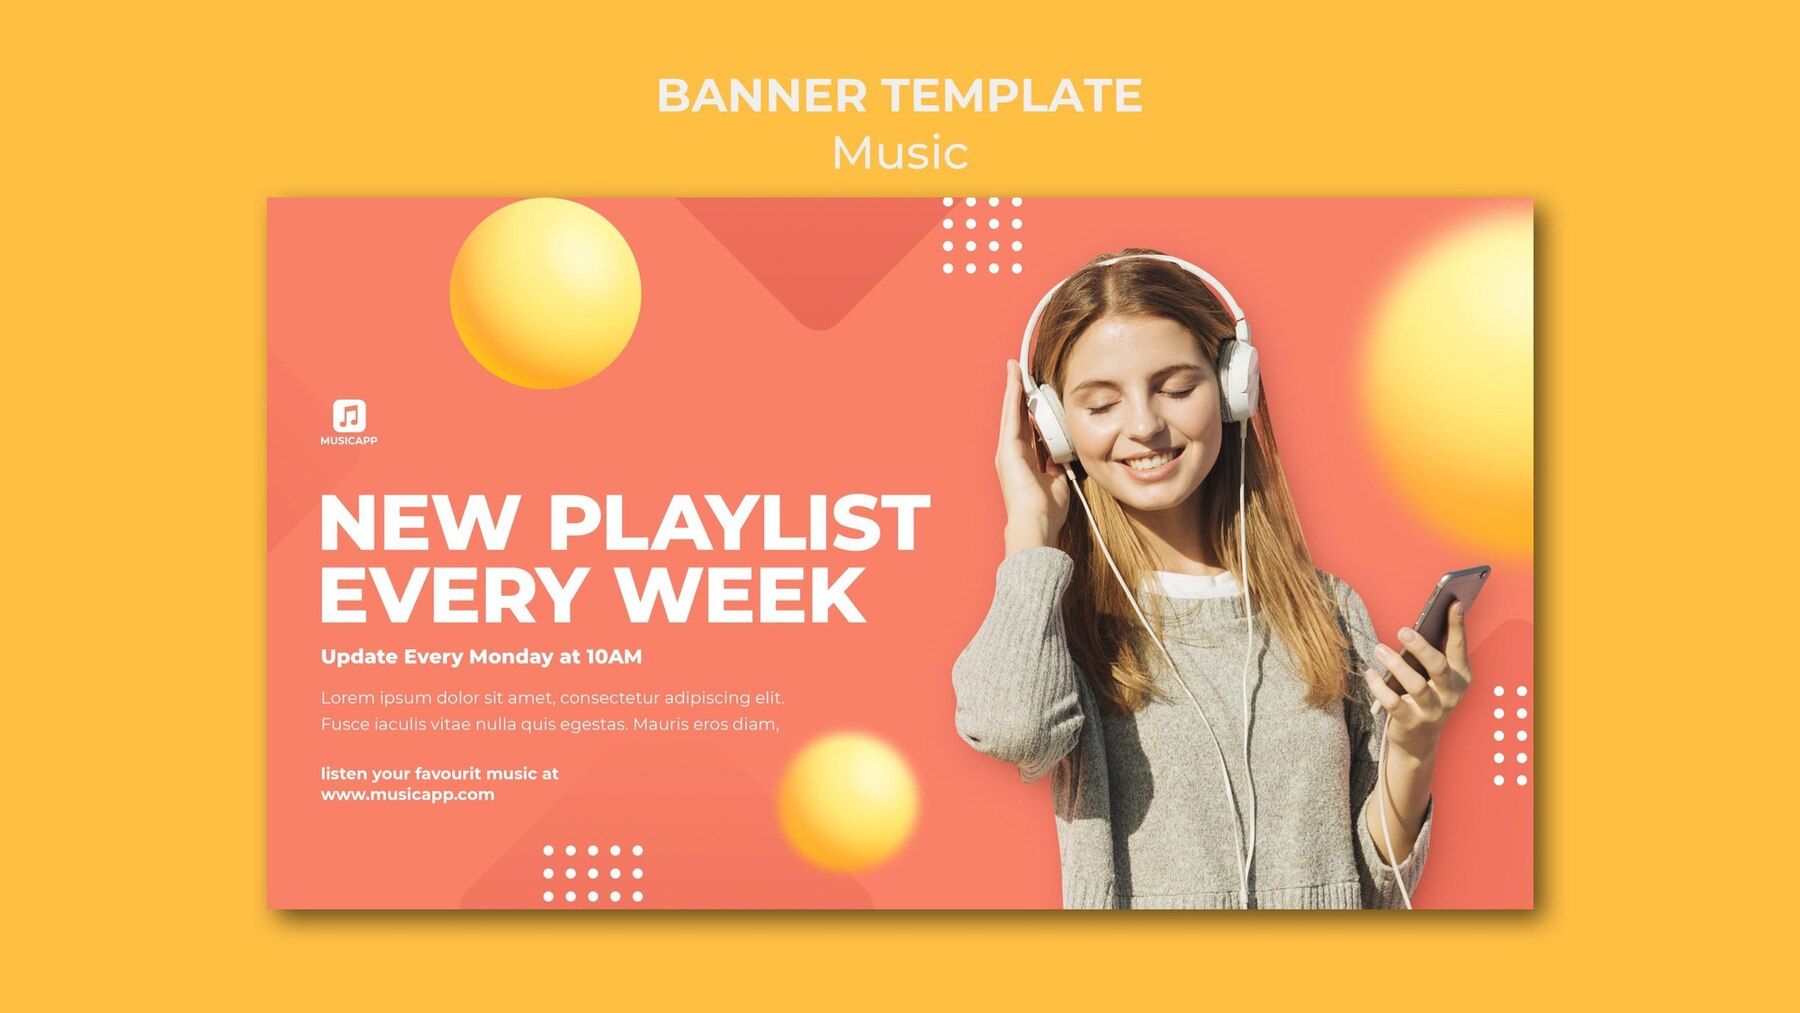 BANNER TEMPLATE
Music
MUSICAPP
NEW PLAYLIST
EVERY WEEK
Update Every Monday at 10AM
Lorem ipsum dolor sit amet, consectetur adipiscing elit.
Fusce iaculis vitae nulla quis egestas. Mauris eros diam,
listen your favourit music at
www.musicapp.com